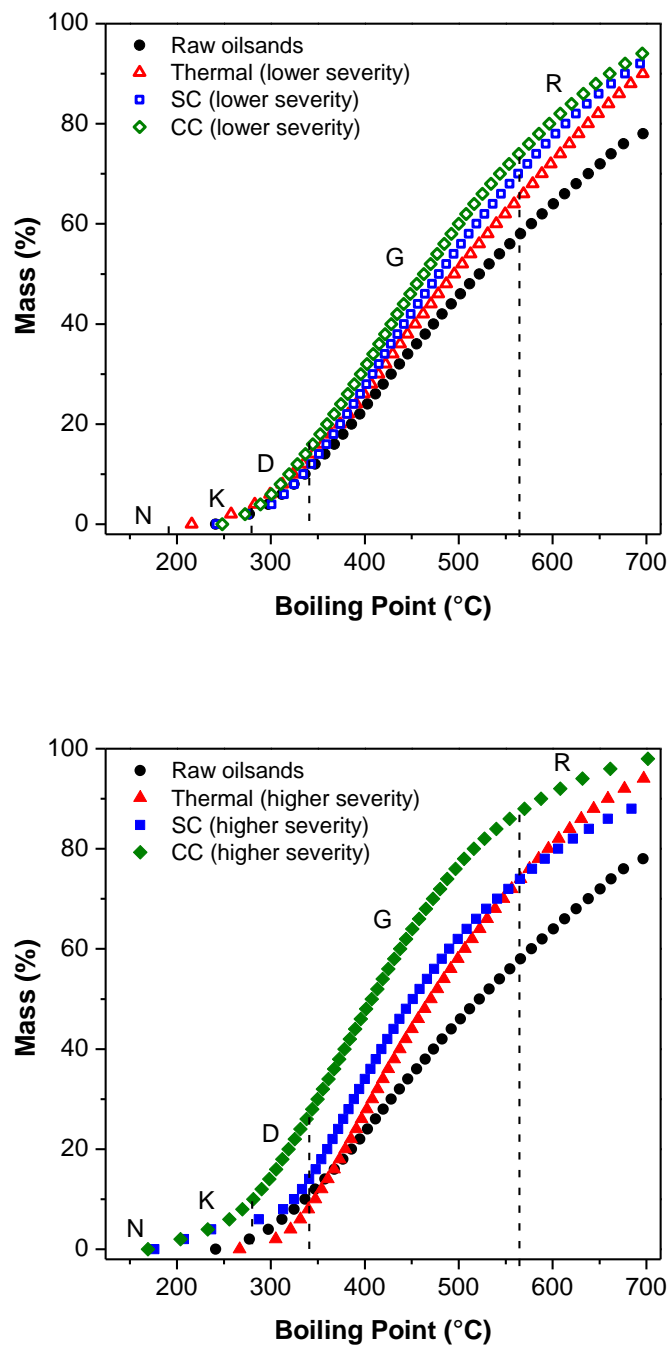 100
80
60
40
20
0
Mass (%)
Raw oilsands
Thermal (lower severity)
SC (lower severity)
CC (lower severity)
N
K
D
G
R
200 300 400 500 600 700
Boiling Point (°C)
100
80
60
40
20
0
Mass (%)
Raw oilsands
Thermal (higher severity)
SC (higher severity)
CC (higher severity)
N
K
D
G
R
200 300 400 500 600 700
Boiling Point (°C)